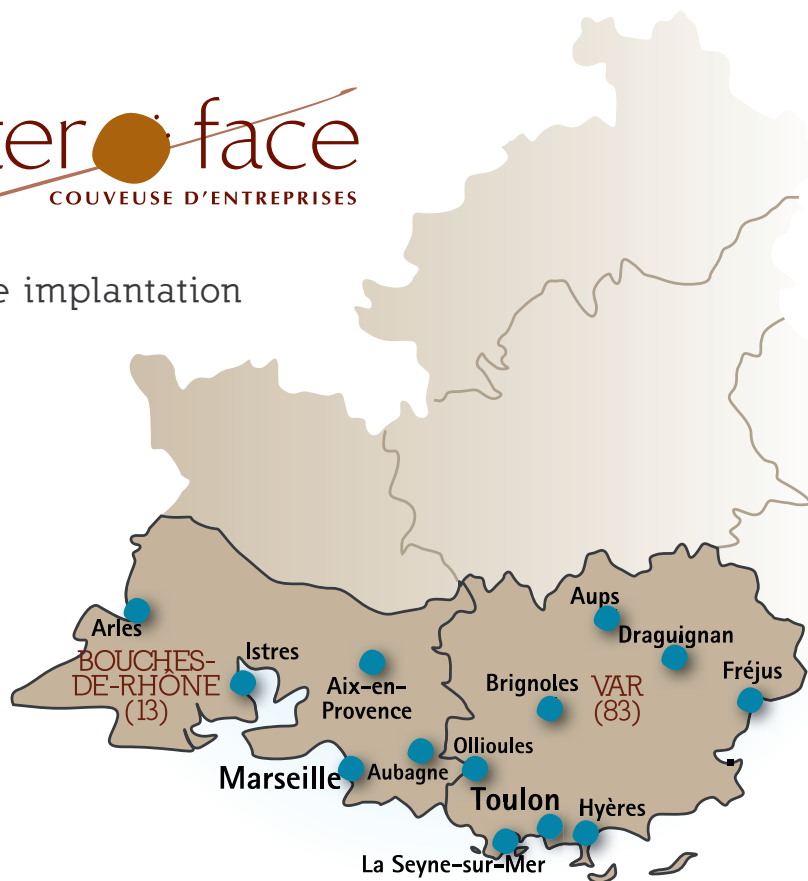 ter face
COUVEUSE D'ENTREPRISES
e implantation
Aups
Draguignan
Arles
BOUCHES-
DE-RHÔNE
(13)
Istres
Aix-en-
Provence
Brignoles
VAR
(83)
Fréjus
Ollioules
Marseille
Aubagne
Toulon
Hyères
La Seyne-sur-Mer